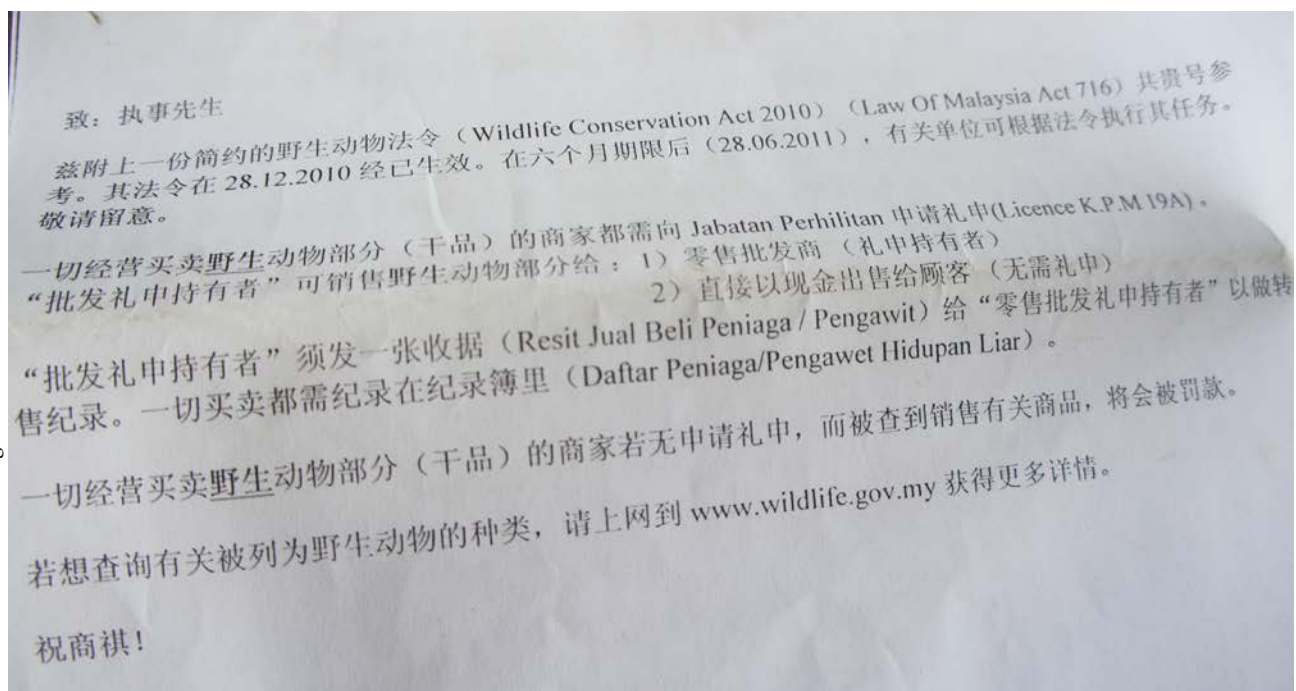 致：执事先生
兹附上一份简约的野生动物法令（Wildlife Conservation Act 2010）（Law Of Malaysia Act 716）共贵号参
考。其法令在 28.12.2010 经已生效。在六个月期限后（28.06.2011），有关单位可根据法令执行其任务。
敬请留意。
一切经营买卖野生动物部分（干品）的商家都需向 Jabatan Perhilitan 申请礼申(Licence K.P.M 19A)。
“批发礼申持有者”可销售野生动物部分给：1）零售批发商（礼申持有者）
2）直接以现金出售给顾客（无需礼申）
“批发礼申持有者”须发一张收据（Resit Jual Beli Peniaga / Pengawit）给“零售批发礼申持有者”以做转
售纪录。一切买卖都需纪录在纪录簿里（Daftar Peniaga/Pengawet Hidupan Liar）。
一切经营买卖野生动物部分（干品）的商家若无申请礼申，而被查到销售有关商品，将会被罚款。
若想查询有关被列为野生动物的种类，请上网到 www.wildlife.gov.my 获得更多详情。
祝商祺！